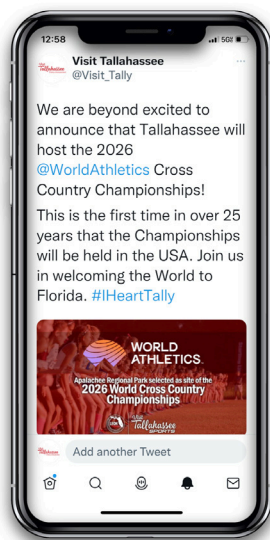 12:58
5GE
Visit Tallahassee
@Visit_Tally
We are beyond excited to
announce that Tallahassee will
host the 2026
@WorldAthletics Cross
Country Championships!
This is the first time in over 25
years that the Championships
will be held in the USA. Join us
in welcoming the World to
Florida. #IHeartTally
WORLD
ATHLETICS.
Apalachee Regional Park selected as site of the
2026 World Cross Country
Championships
Visit
Tallahassee
SPORTS
Add another Tweet